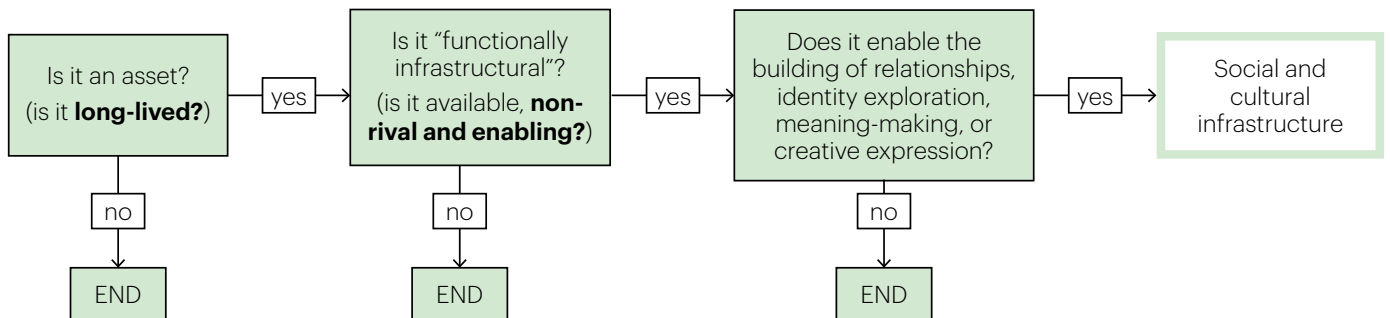 Is it an asset?
(is it long-lived?)
yes
Is it “functionally
infrastructural”?
(is it available, non-
rival and enabling?)
yes
Does it enable the
building of relationships,
identity exploration,
meaning-making, or
creative expression?
yes
Social and
cultural
infrastructure
no
no
no
END
END
END